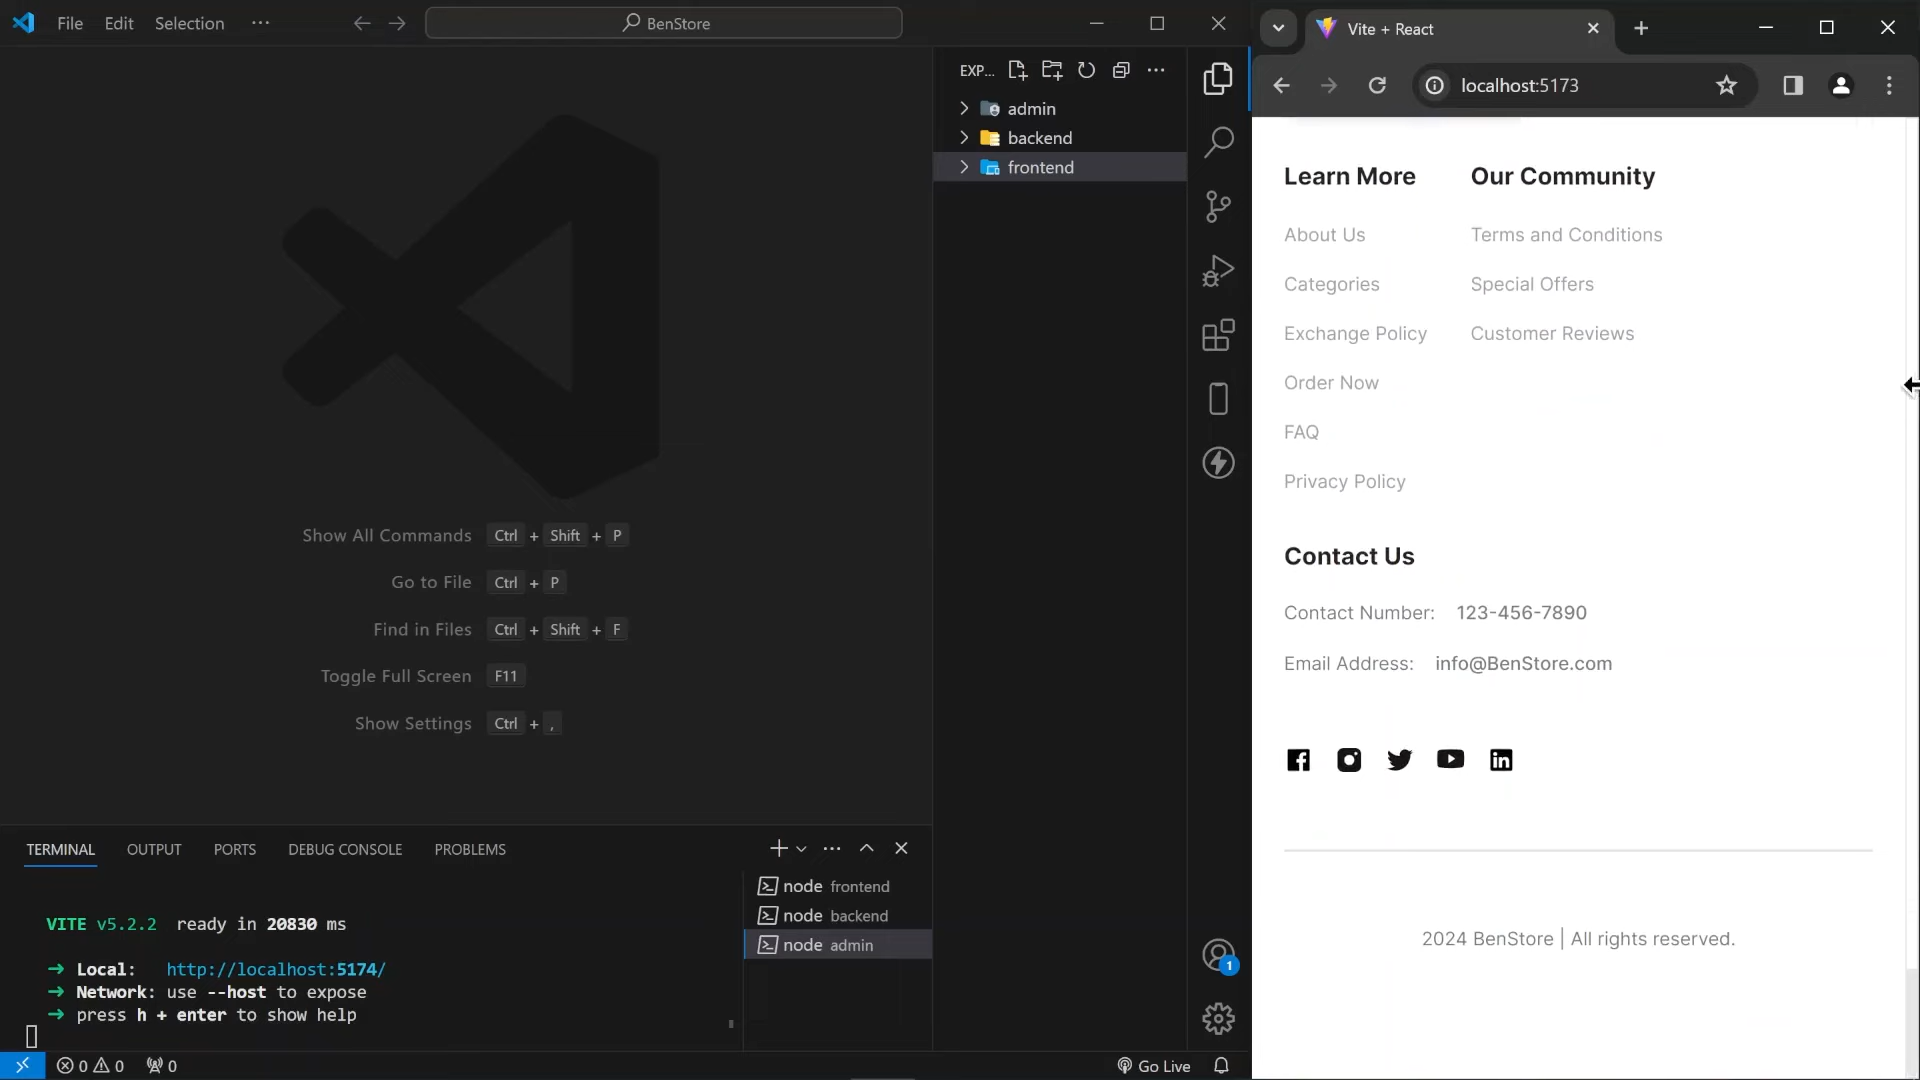 File Edit Selection ···
BenStore
EXP...
admin
backend
frontend
Show All Commands Ctrl + Shift + P
Go to File Ctrl + P
Find in Files Ctrl + Shift + F
Toggle Full Screen F11
Show Settings Ctrl + ,
TERMINAL OUTPUT PORTS DEBUG CONSOLE PROBLEMS
VITE v5.2.2 ready in 20830 ms
➜ Local: http://localhost:5174/
➜ Network: use --host to expose
➜ press h + enter to show help
node frontend
node backend
node admin
1
0 0 0
Go Live
Vite + React
localhost:5173
Learn More Our Community
About Us Terms and Conditions
Categories Special Offers
Exchange Policy Customer Reviews
Order Now
FAQ
Privacy Policy
Contact Us
Contact Number: 123-456-7890
Email Address: info@BenStore.com
2024 BenStore | All rights reserved.